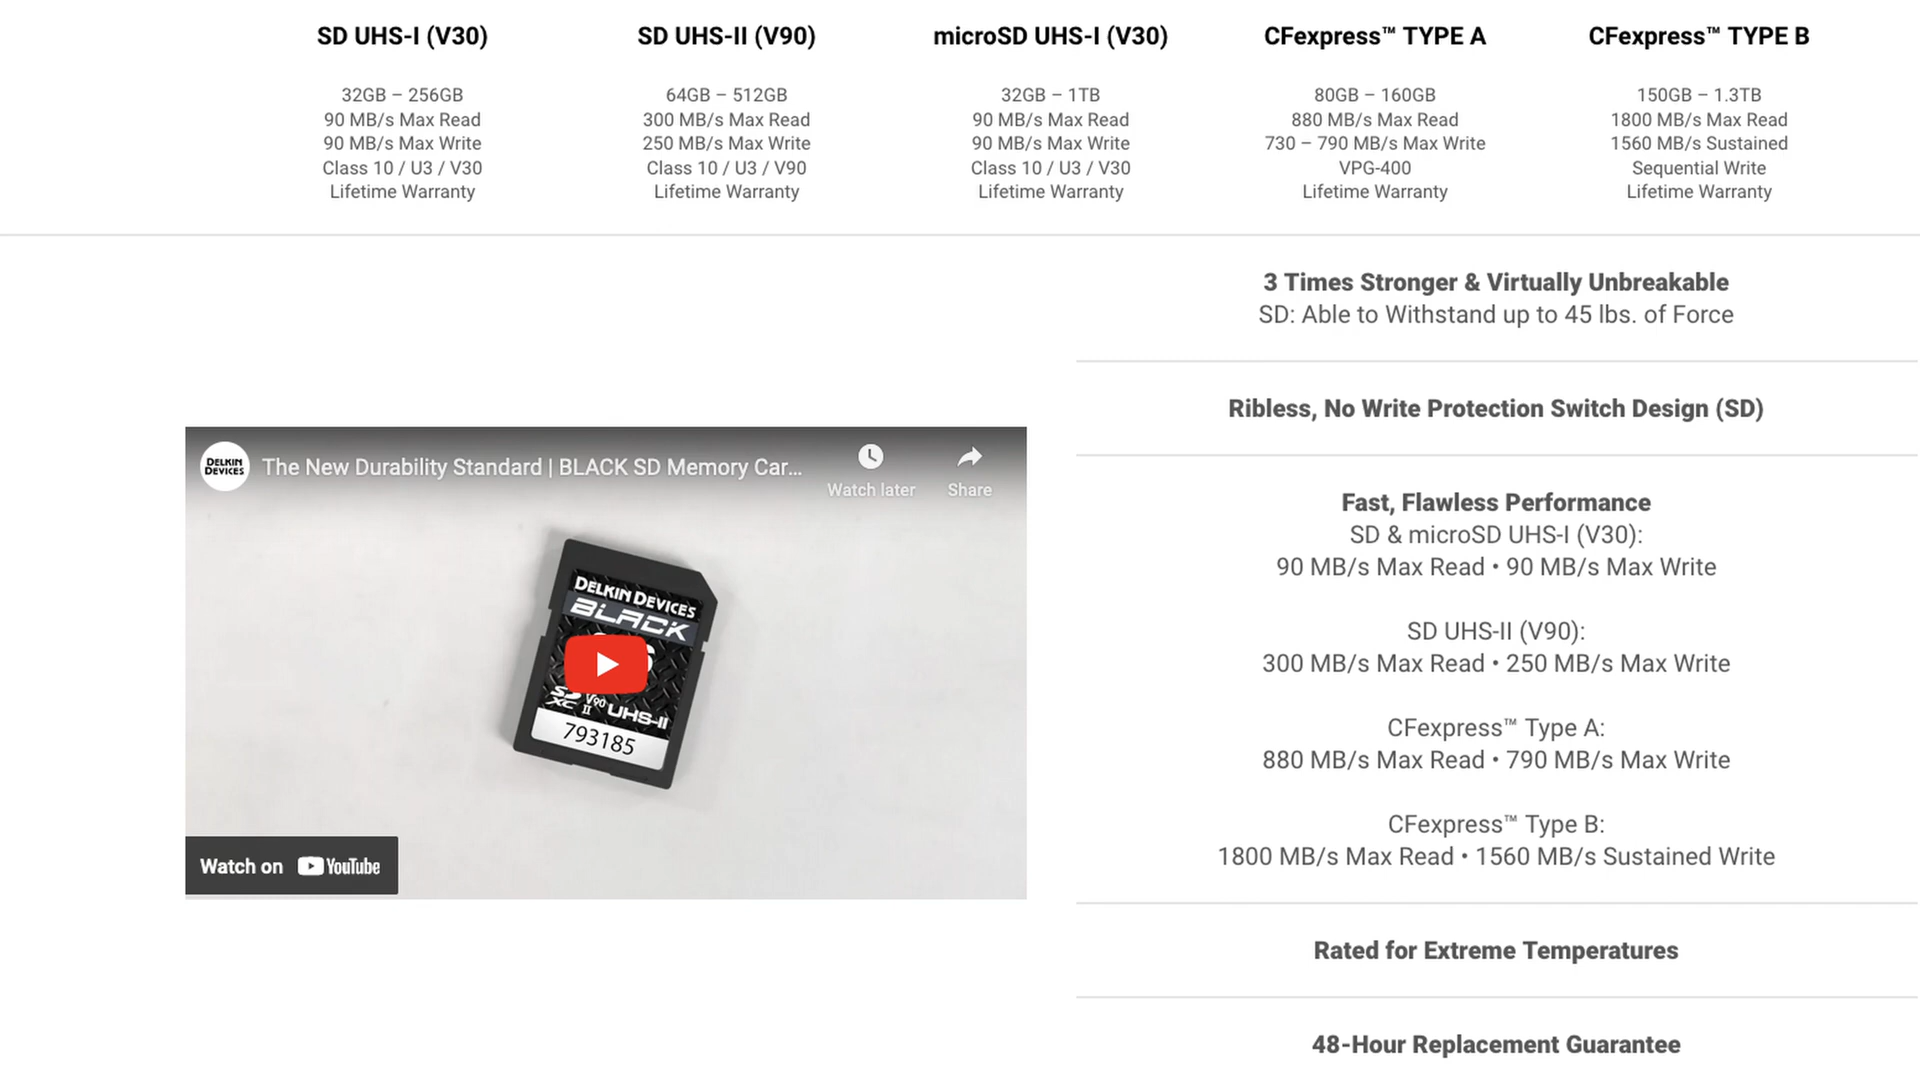 SD UHS-I (V30)
32GB – 256GB
90 MB/s Max Read
90 MB/s Max Write
Class 10 / U3 / V30
Lifetime Warranty
SD UHS-II (V90)
64GB – 512GB
300 MB/s Max Read
250 MB/s Max Write
Class 10 / U3 / V90
Lifetime Warranty
microSD UHS-I (V30)
32GB – 1TB
90 MB/s Max Read
90 MB/s Max Write
Class 10 / U3 / V30
Lifetime Warranty
CFexpress™ TYPE A
80GB – 160GB
880 MB/s Max Read
730 – 790 MB/s Max Write
VPG-400
Lifetime Warranty
CFexpress™ TYPE B
150GB – 1.3TB
1800 MB/s Max Read
1560 MB/s Sustained
Sequential Write
Lifetime Warranty
DELKIN
DEVICES
The New Durability Standard | BLACK SD Memory Car...
Watch later
Share
DELKIN DEVICES
BLACK
SD
XC
II
V90
UHS-II
793185
Watch on YouTube
3 Times Stronger & Virtually Unbreakable
SD: Able to Withstand up to 45 lbs. of Force
Ribless, No Write Protection Switch Design (SD)
Fast, Flawless Performance
SD & microSD UHS-I (V30):
90 MB/s Max Read • 90 MB/s Max Write
SD UHS-II (V90):
300 MB/s Max Read • 250 MB/s Max Write
CFexpress™ Type A:
880 MB/s Max Read • 790 MB/s Max Write
CFexpress™ Type B:
1800 MB/s Max Read • 1560 MB/s Sustained Write
Rated for Extreme Temperatures
48-Hour Replacement Guarantee